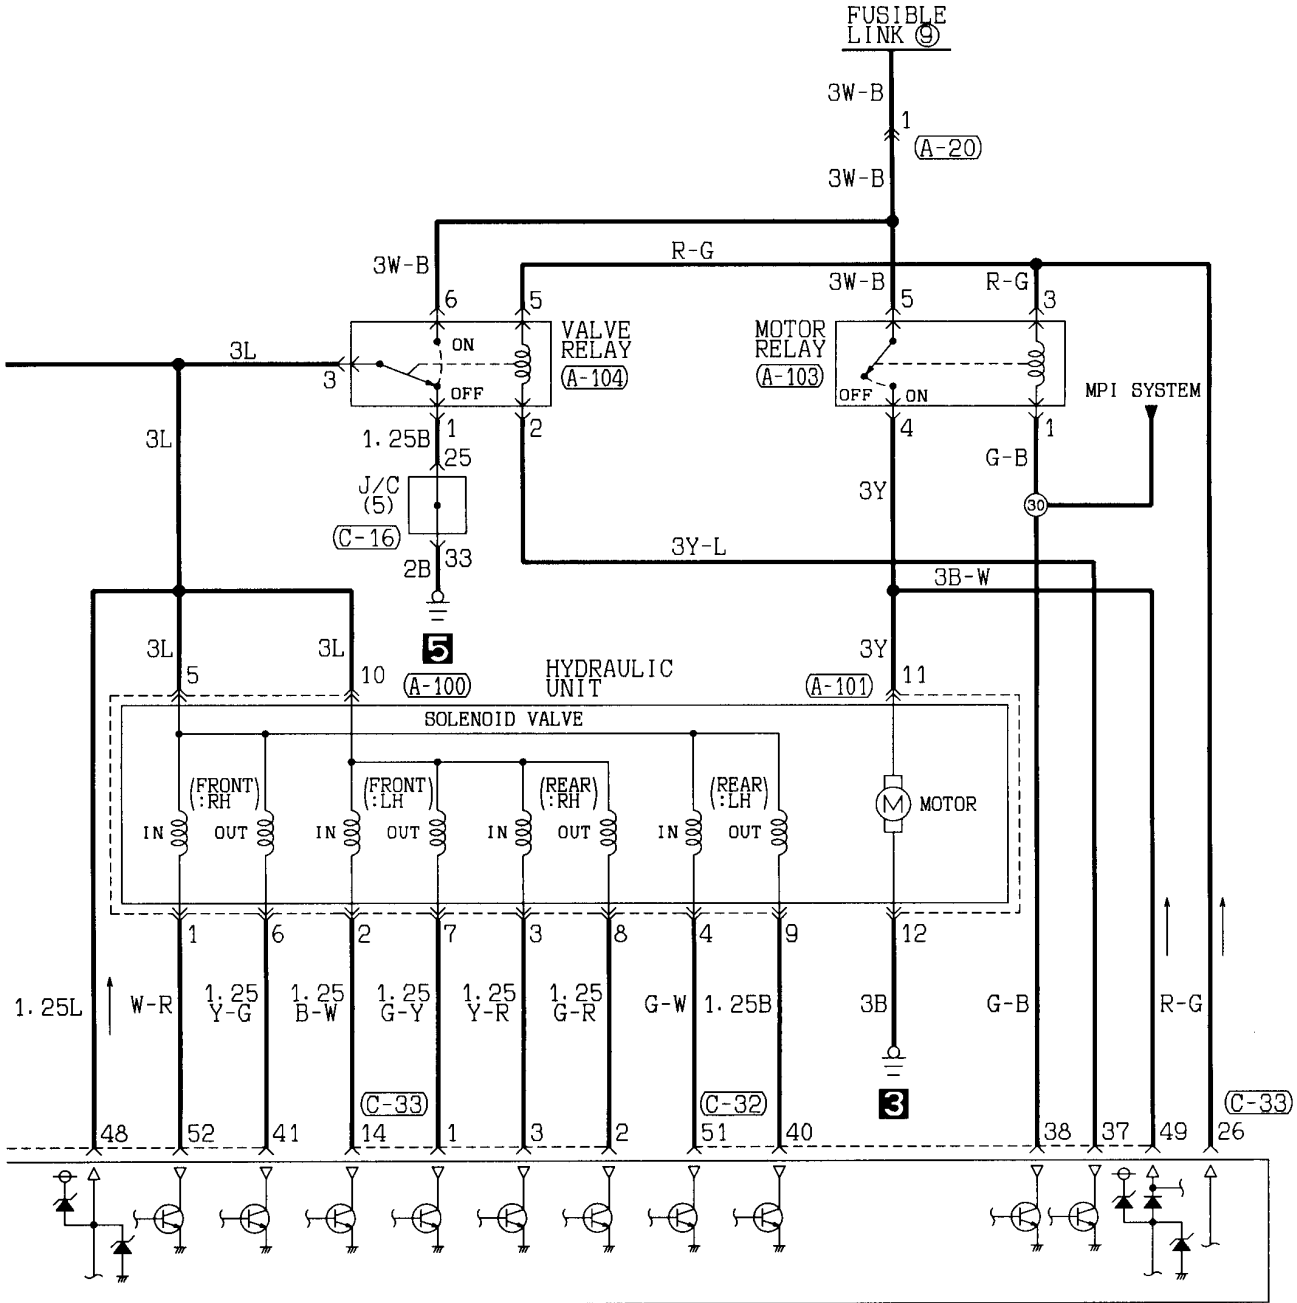 FUSIBLE
LINK ⑨
3W-B
1
A-20
3W-B
R-G
3W-B
3W-B
R-G
6
5
5
3
VALVE
RELAY
A-104
MOTOR
RELAY
A-103
ON
OFF
OFF
ON
3L
3
MPI SYSTEM
3L
1.25B
1
2
4
1
25
G-B
J/C
(5)
3Y
30
C-16
33
2B
3Y-L
3B-W
5
3L
3L
3Y
5
10
A-100
HYDRAULIC
UNIT
A-101
11
SOLENOID VALVE
(FRONT
:RH)
(FRONT
:LH)
(REAR
:RH)
(REAR
:LH)
IN
OUT
IN
OUT
IN
OUT
IN
OUT
M
MOTOR
1
6
2
7
3
8
4
9
12
1.25L
W-R
1.25
Y-G
1.25
B-W
1.25
G-Y
1.25
Y-R
1.25
G-R
G-W
1.25B
3B
G-B
R-G
3
C-33
C-32
C-33
48
52
41
14
1
3
2
51
40
38
37
49
26